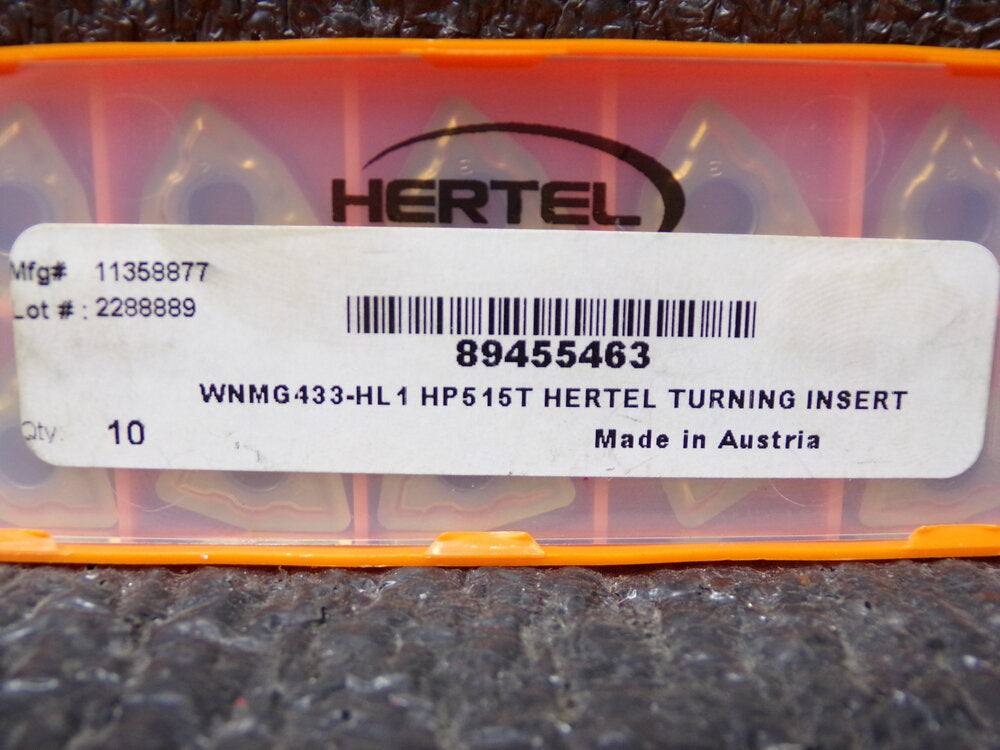 HERTEL
Mfg# 11358877
Lot # : 2288889
89455463
WNMG433-HL1 HP515T HERTEL TURNING INSERT
Qty. 10
Made in Austria